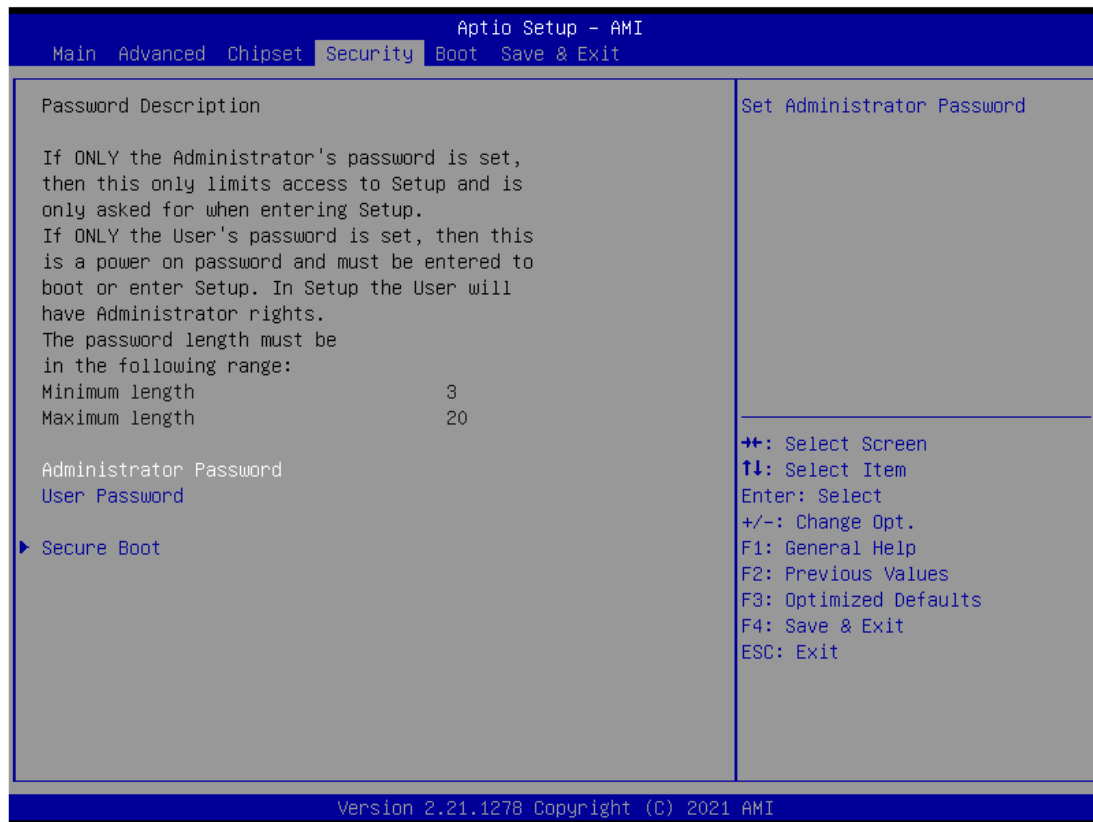 Aptio Setup – AMI
Main Advanced Chipset Security Boot Save & Exit
Password Description
If ONLY the Administrator's password is set,
then this only limits access to Setup and is
only asked for when entering Setup.
If ONLY the User's password is set, then this
is a power on password and must be entered to
boot or enter Setup. In Setup the User will
have Administrator rights.
The password length must be
in the following range:
Minimum length 3
Maximum length 20
Administrator Password
User Password
▶ Secure Boot
Set Administrator Password
→←: Select Screen
↑↓: Select Item
Enter: Select
+/-: Change Opt.
F1: General Help
F2: Previous Values
F3: Optimized Defaults
F4: Save & Exit
ESC: Exit
Version 2.21.1278 Copyright (C) 2021 AMI